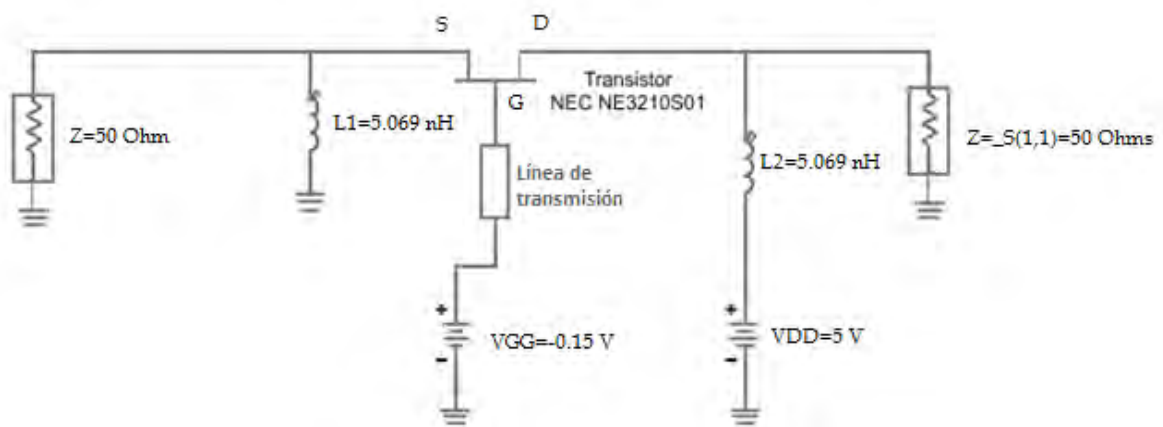 S
D
Transistor
NEC NE3210S01
G
Z=50 Ohm
L1=5.069 nH
Línea de
transmisión
L2=5.069 nH
Z=_S(1,1)=50 Ohms
+
VGG=-0.15 V
-
+
VDD=5 V
-